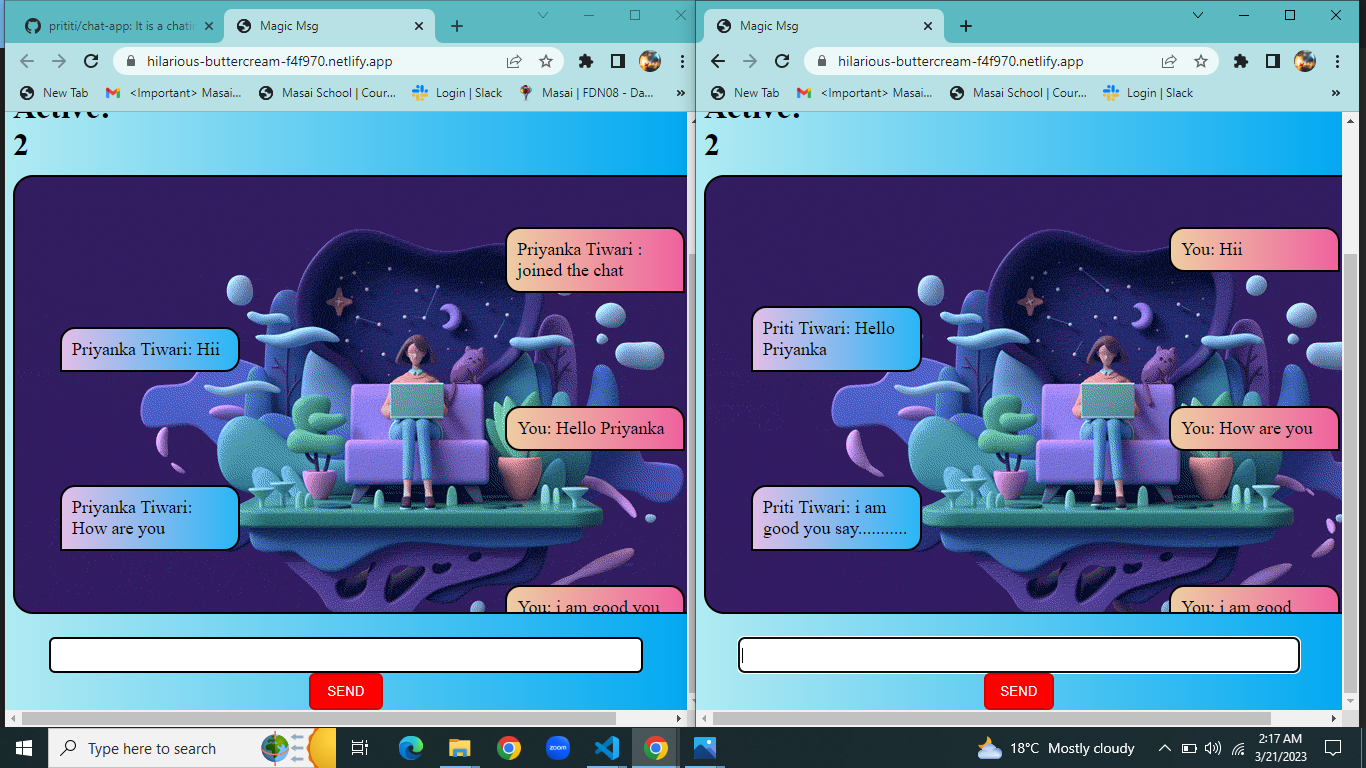 prititi/chat-app: It is a chatin
Magic Msg
hilarious-buttercream-f4f970.netlify.app
New Tab
<Important> Masai...
Masai School | Cour...
Login | Slack
Masai | FDN08 - Da...
»
Active:
2
Priyanka Tiwari :
joined the chat
Priyanka Tiwari: Hii
You: Hello Priyanka
Priyanka Tiwari:
How are you
You: i am good you
SEND
Magic Msg
hilarious-buttercream-f4f970.netlify.app
New Tab
<Important> Masai...
Masai School | Cour...
Login | Slack
»
Active:
2
You: Hii
Priti Tiwari: Hello
Priyanka
You: How are you
Priti Tiwari: i am
good you say...........
You: i am good
SEND
Type here to search
zoom
18°C Mostly cloudy
2:17 AM
3/21/2023